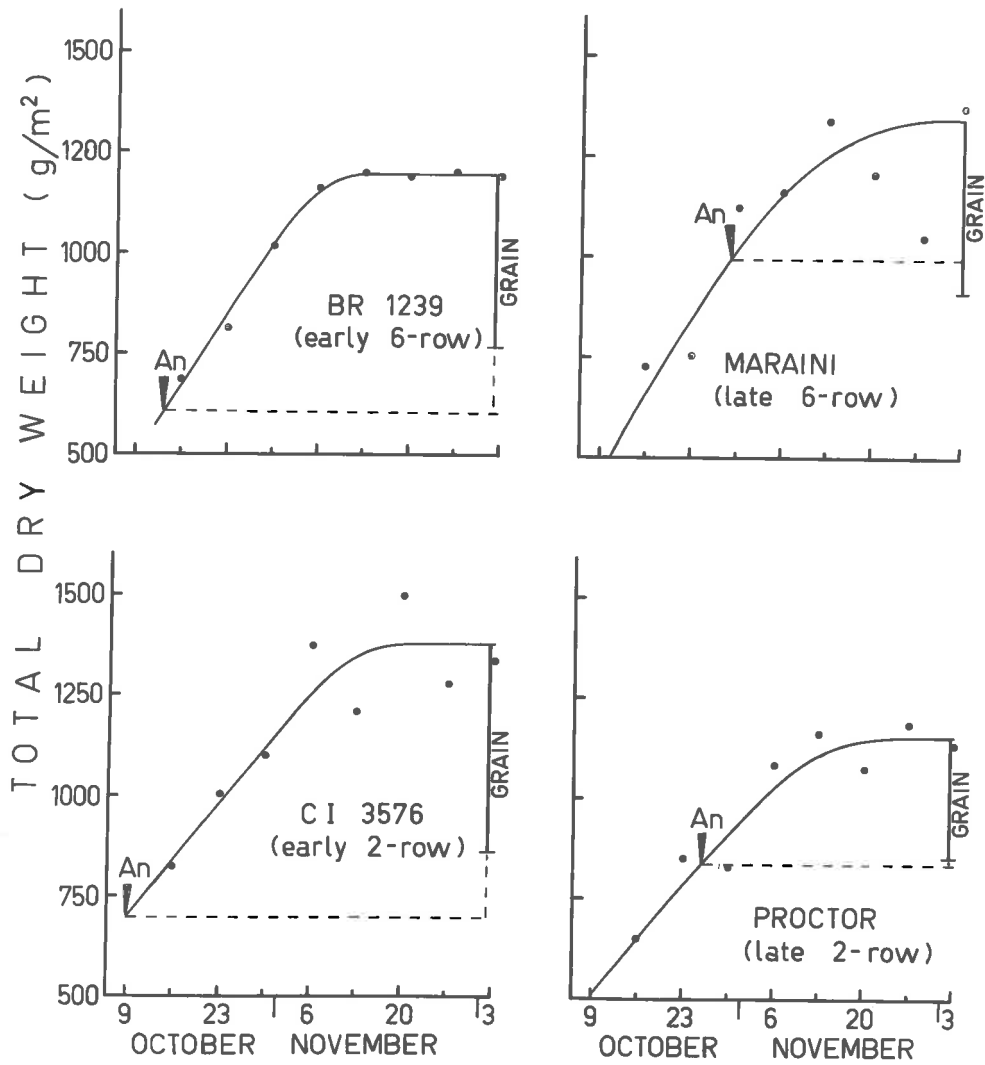 TOTAL DRY WEIGHT (g/m²)
1500
1200
1000
750
500
An
GRAIN
BR 1239
(early 6-row)
An
GRAIN
MARAINI
(late 6-row)
1500
1250
1000
750
500
An
GRAIN
CI 3576
(early 2-row)
9 23 6 20 3
OCTOBER NOVEMBER
An
GRAIN
PROCTOR
(late 2-row)
9 23 6 20 3
OCTOBER NOVEMBER